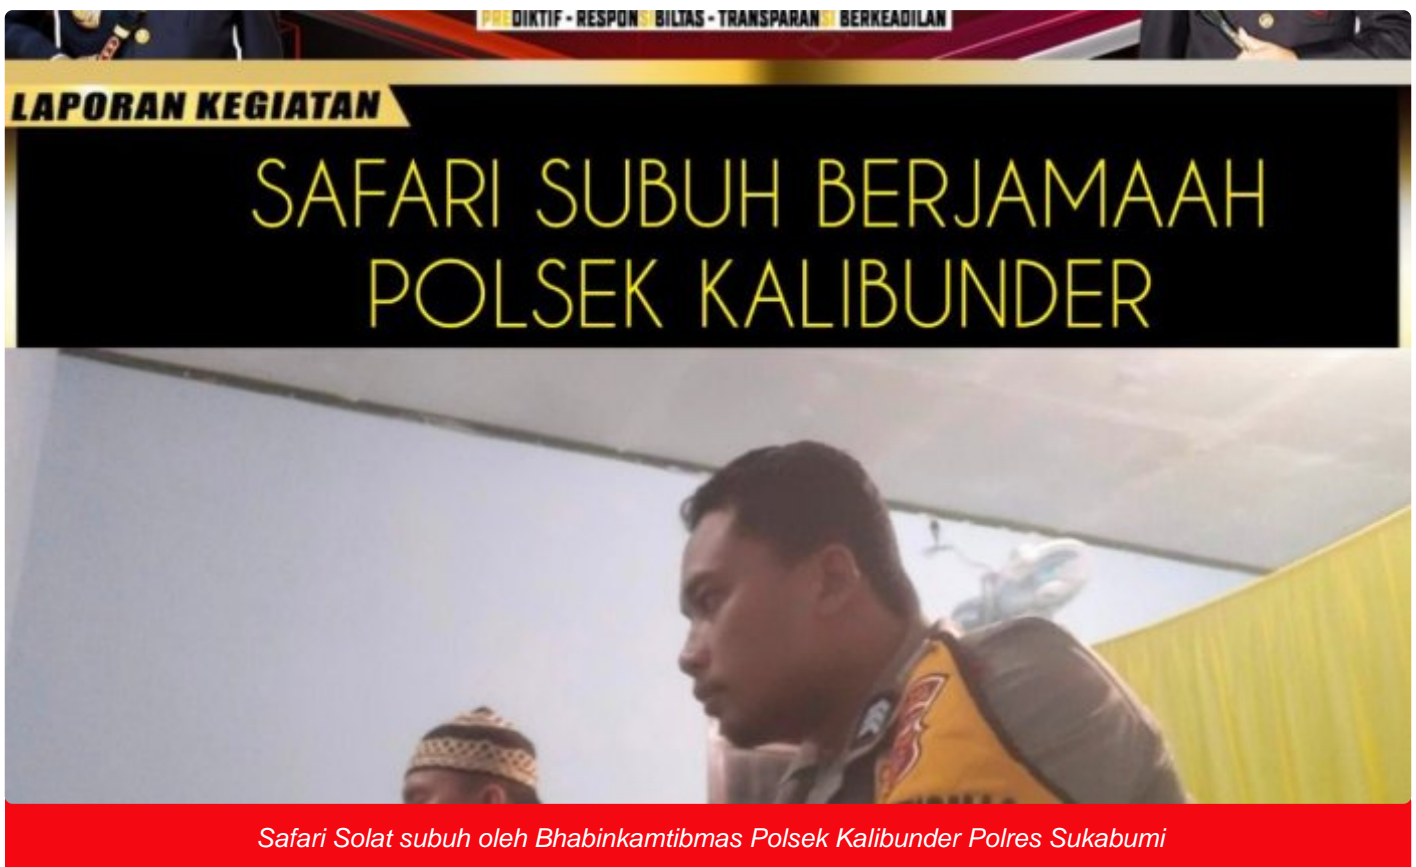 PREDIKTIF - RESPONSIBILTAS - TRANSPARANSI BERKEADILAN
LAPORAN KEGIATAN
SAFARI SUBUH BERJAMAAH
POLSEK KALIBUNDER
Safari Solat subuh oleh Bhabinkamtibmas Polsek Kalibunder Polres Sukabumi